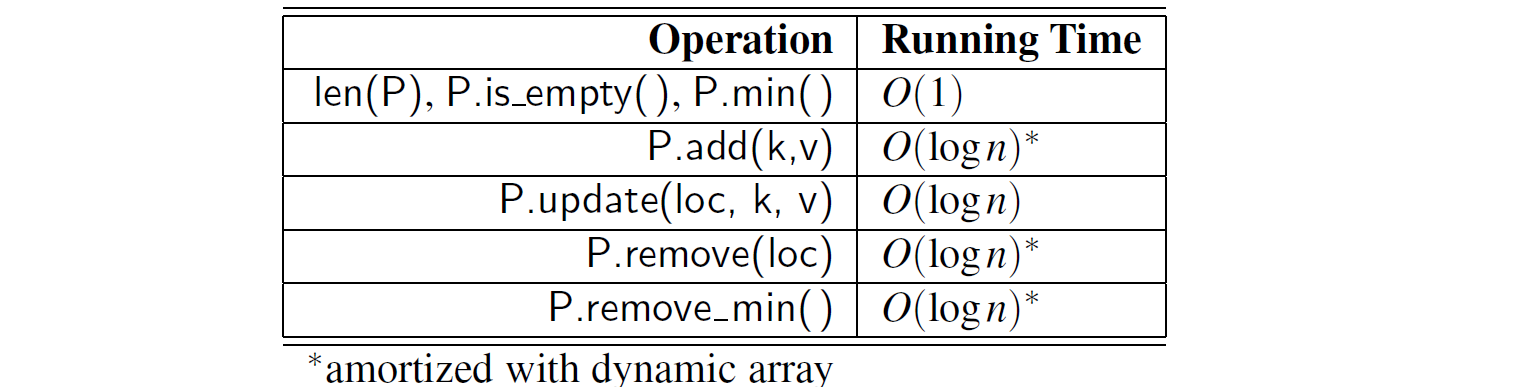 Operation Running Time
len(P), P.is_empty( ), P.min( ) O(1)
P.add(k,v) O(log n)*
P.update(loc, k, v) O(log n)
P.remove(loc) O(log n)*
P.remove_min( ) O(log n)*
*amortized with dynamic array